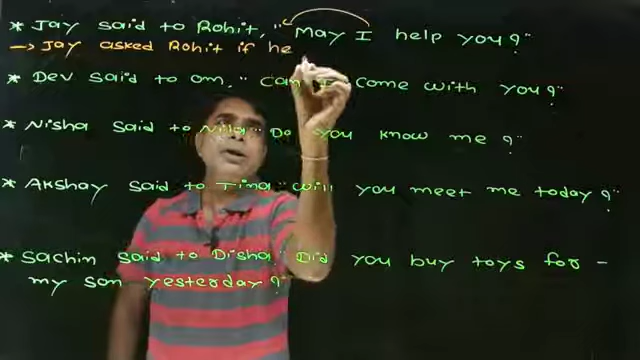 * Jay said to Rohit, "May I help you?"
→ Jay asked Rohit if he
* Dev said to om, "Can I come with you?"
* Nisha said to Nila "Do you know me?"
* Akshay said to Tina "will you meet me today?"
* Sachin said to Disha "Did you buy toys for -
my son yesterday?"